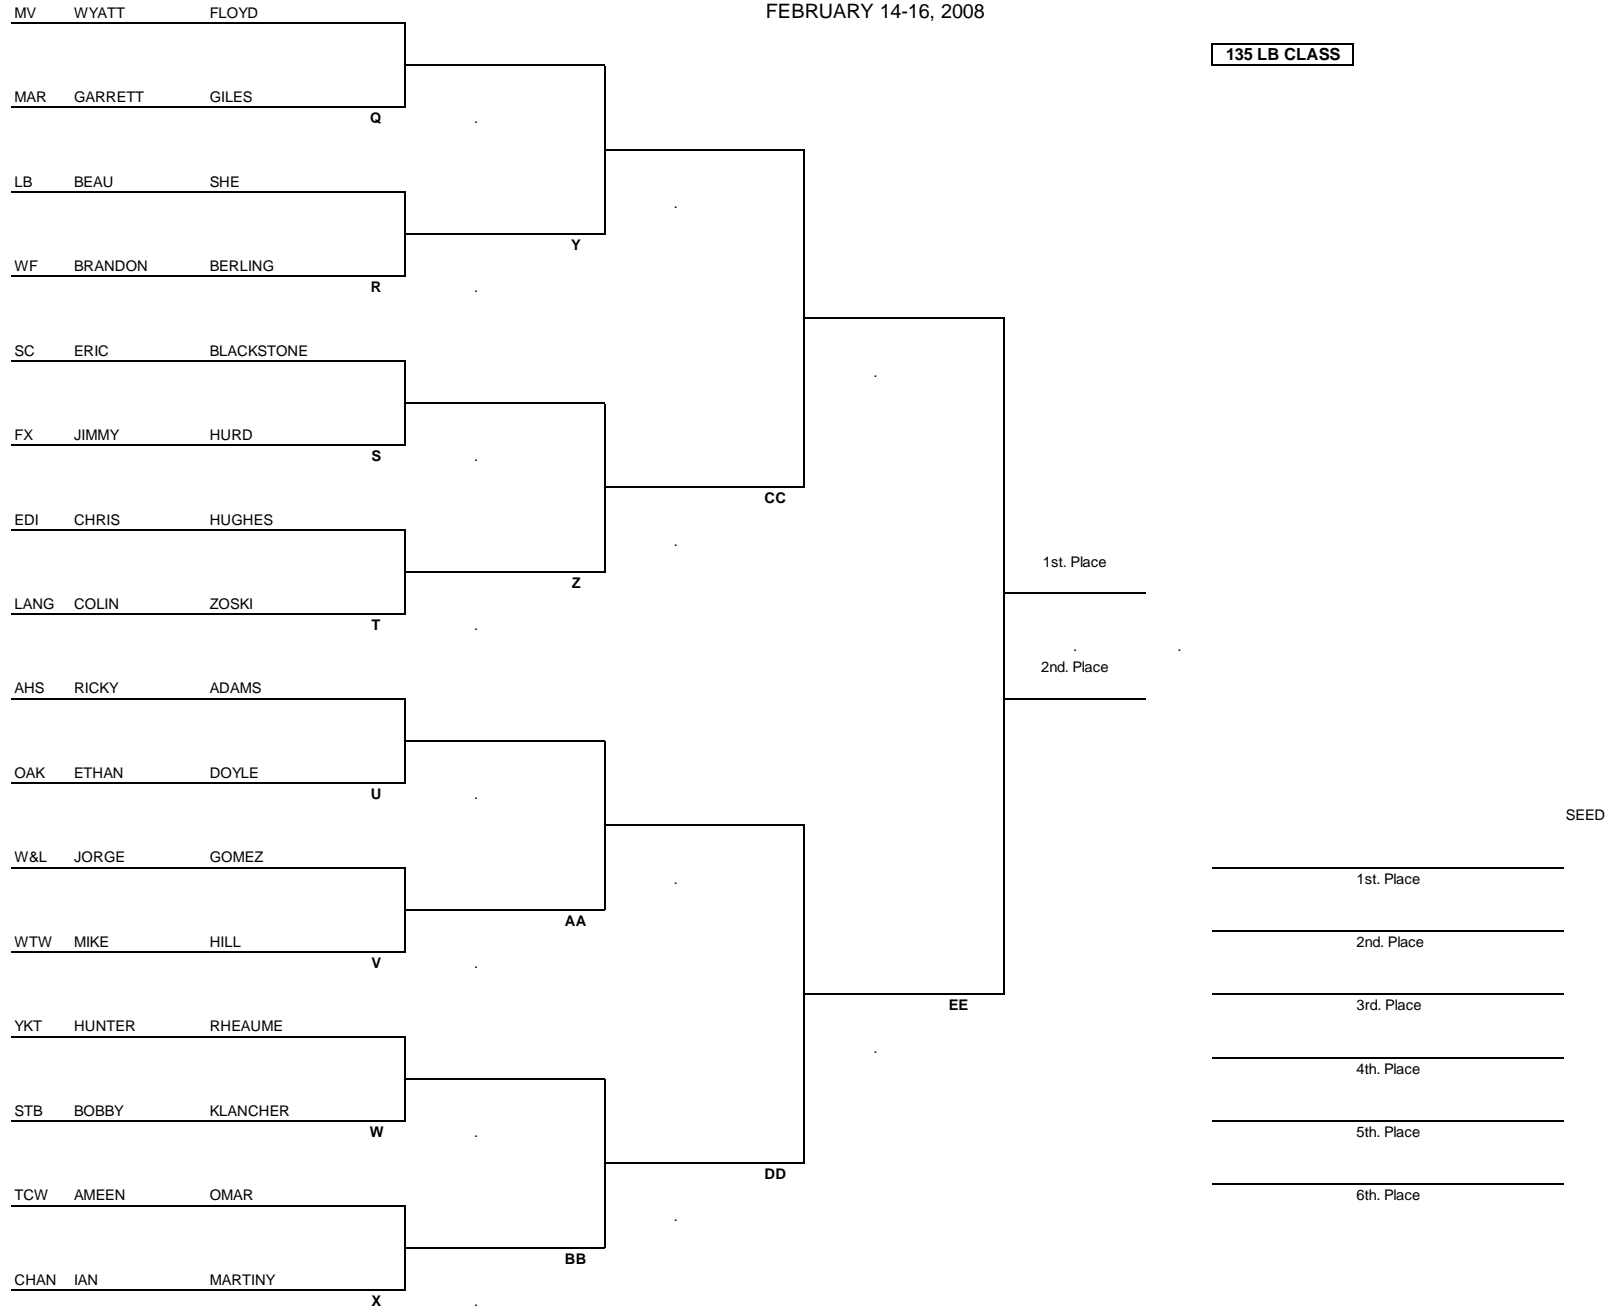 MV WYATT FLOYD
FEBRUARY 14-16, 2008
135 LB CLASS
MAR GARRETT GILES
Q .
LB BEAU SHE
.
Y
WF BRANDON BERLING
R .
SC ERIC BLACKSTONE
.
FX JIMMY HURD
S . .
CC
EDI CHRIS HUGHES
.
1st. Place
Z
LANG COLIN ZOSKI
T .
. .
2nd. Place
AHS RICKY ADAMS
OAK ETHAN DOYLE
U .
SEED
W&L JORGE GOMEZ
.
1st. Place
AA
WTW MIKE HILL
2nd. Place
V .
EE
3rd. Place
YKT HUNTER RHEAUME
.
4th. Place
STB BOBBY KLANCHER
W .
5th. Place
DD
TCW AMEEN OMAR
6th. Place
.
BB
CHAN IAN MARTINY
X .